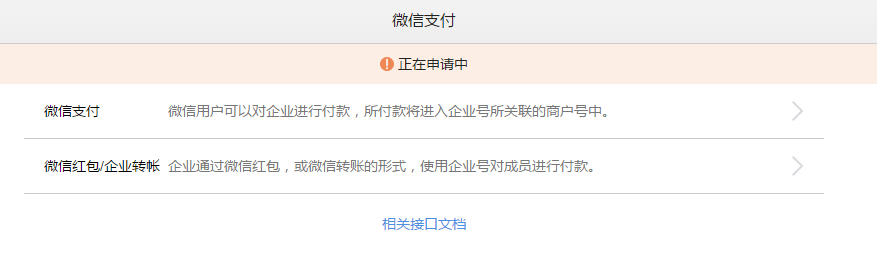 微信支付
正在申请中
微信支付 微信用户可以对企业进行付款，所付款将进入企业号所关联的商户号中。
微信红包/企业转帐 企业通过微信红包，或微信转账的形式，使用企业号对成员进行付款。
相关接口文档